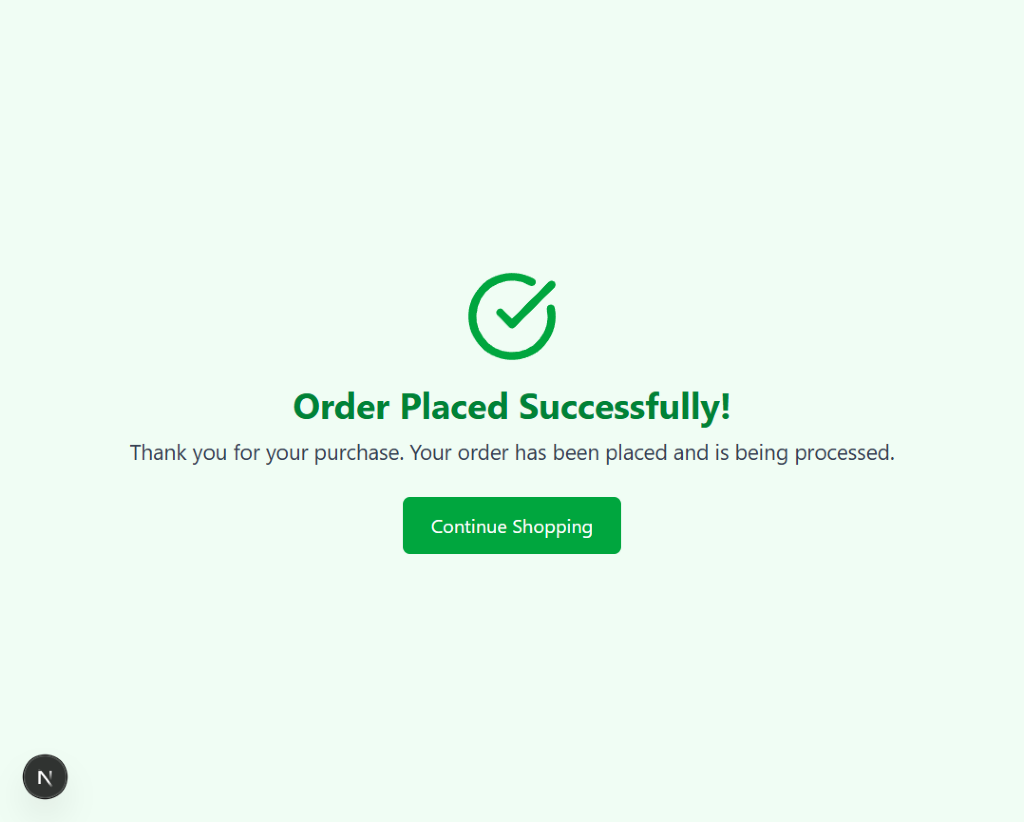 Order Placed Successfully!
Thank you for your purchase. Your order has been placed and is being processed.
Continue Shopping
N